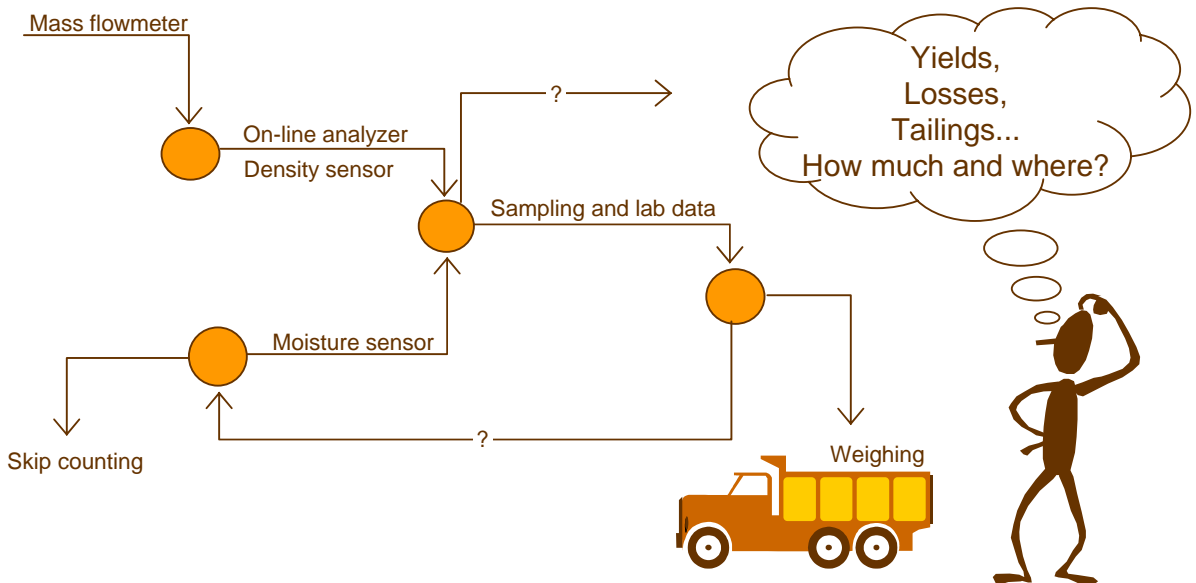 Mass flowmeter
?
Yields,
Losses,
Tailings...
How much and where?
On-line analyzer
Density sensor
Sampling and lab data
Moisture sensor
?
Skip counting
Weighing